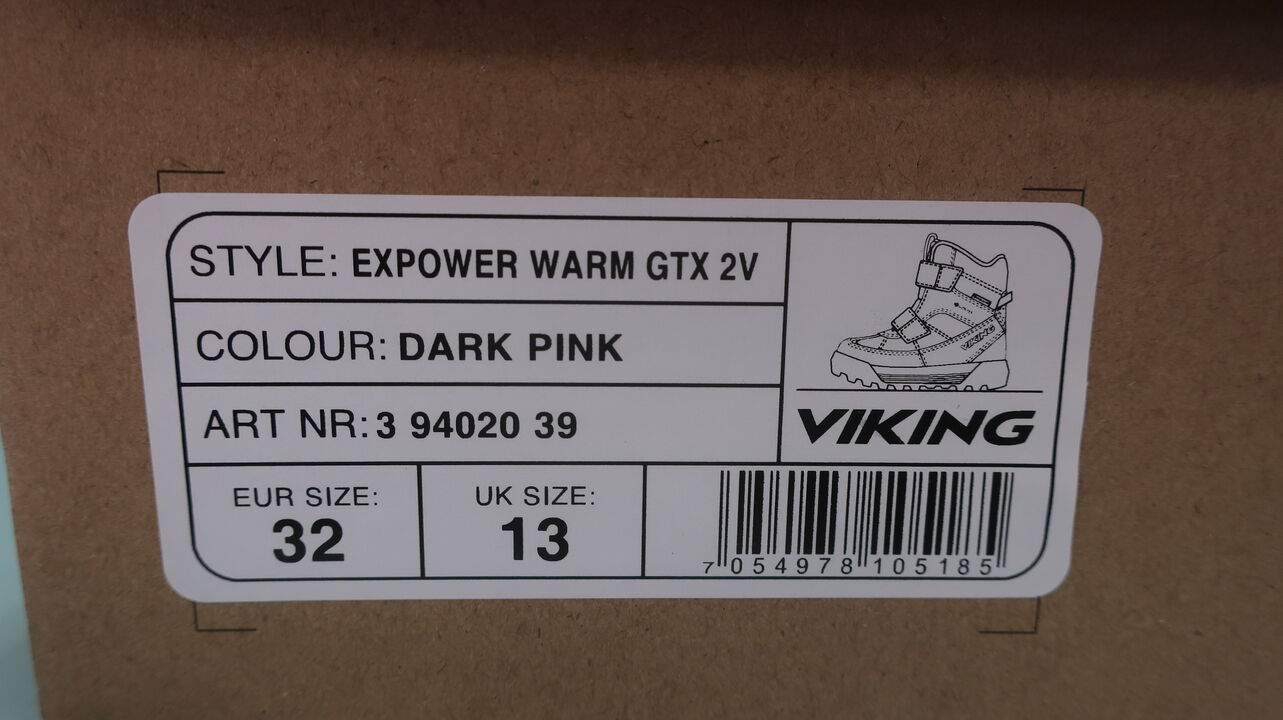 STYLE: EXPOWER WARM GTX 2V
COLOUR: DARK PINK
ART NR: 3 94020 39
VIKING
VIKING
EUR SIZE:
32
UK SIZE:
13
7 054978 105185